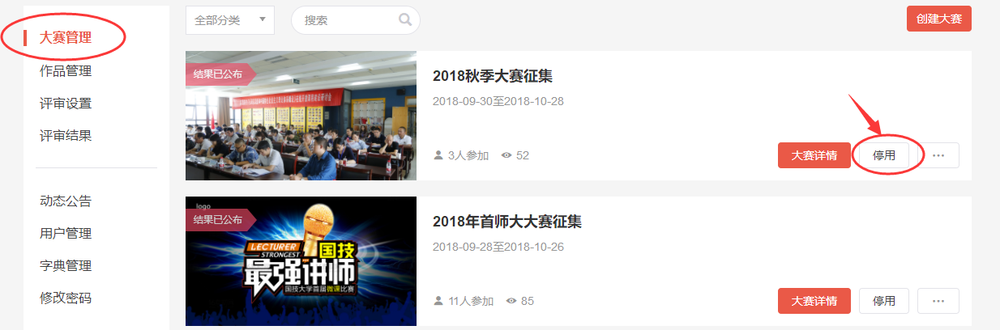 大赛管理
作品管理
评审设置
评审结果
动态公告
用户管理
字典管理
修改密码
全部分类
搜索
创建大赛
结果已公布
2018秋季大赛征集
2018-09-30至2018-10-28
3人参加
52
大赛详情
停用
logo
结果已公布
LECTURER
STRONGEST
国技
最强讲师
国技大学首届微课比赛
2018年首师大大赛征集
2018-09-28至2018-10-26
11人参加
85
大赛详情
停用